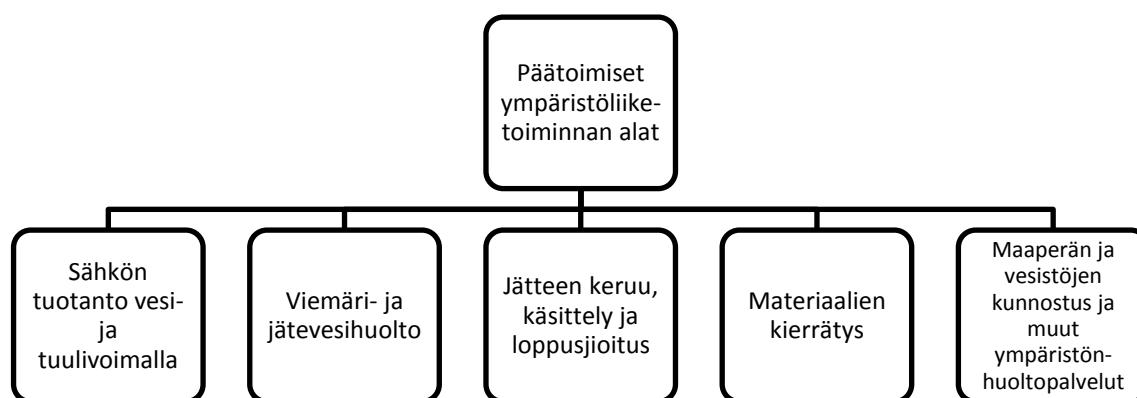 Päätoimiset
ympäristöliike-
toiminnan alat
Sähkön
tuotanto vesi-
ja
tuulivoimalla
Viemäri- ja
jätevesihuolto
Jätteen keruu,
käsittely ja
loppusjioitus
Materiaalien
kierrätys
Maaperän ja
vesistöjen
kunnostus ja
muut
ympäristön-
huoltopalvelut